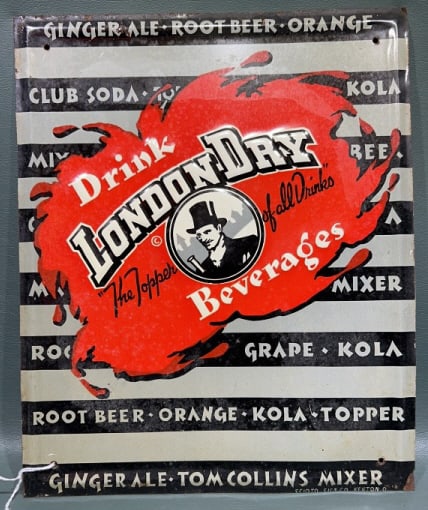 GINGER ALE · ROOT BEER · ORANGE
CLUB SODA · KOLA
Drink
LONDON DRY
©
"The Topper of all Drinks"
Beverages
BEER
MIXER
GRAPE · KOLA
ROOT BEER · ORANGE · KOLA · TOPPER
GINGER ALE · TOM COLLINS MIXER